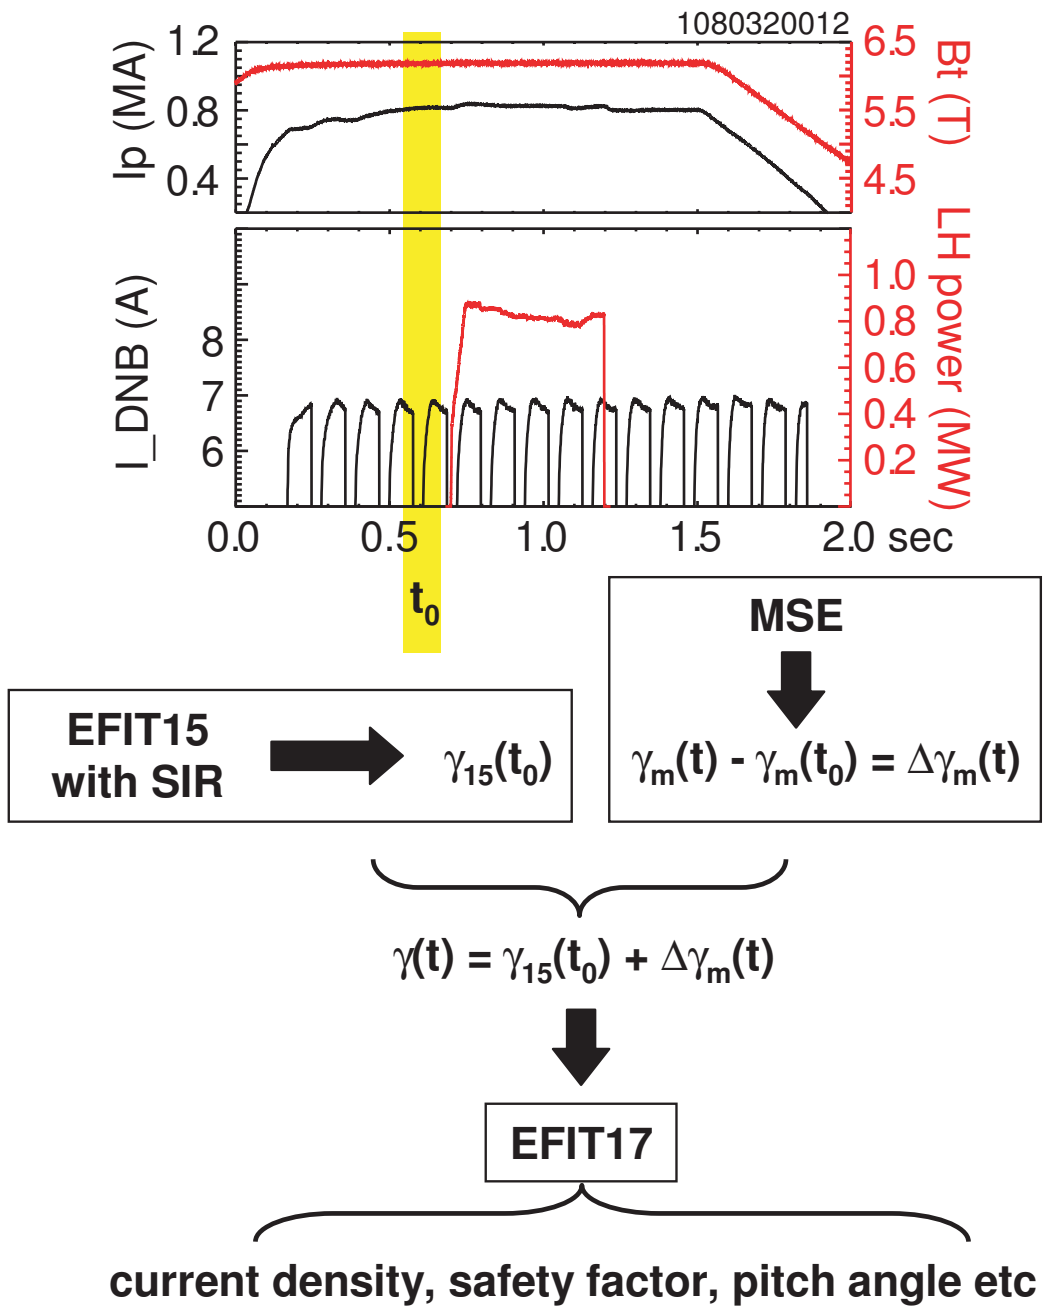 1080320012
1.2
0.8
0.4
Ip (MA)
6.5
5.5
4.5
Bt (T)
8
7
6
I_DNB (A)
1.0
0.8
0.6
0.4
0.2
LH power (MW)
0.0 0.5 1.0 1.5 2.0 sec
t₀
MSE
γₘ(t) - γₘ(t₀) = Δγₘ(t)
EFIT15
with SIR
γ₁₅(t₀)
γ(t) = γ₁₅(t₀) + Δγₘ(t)
EFIT17
current density, safety factor, pitch angle etc